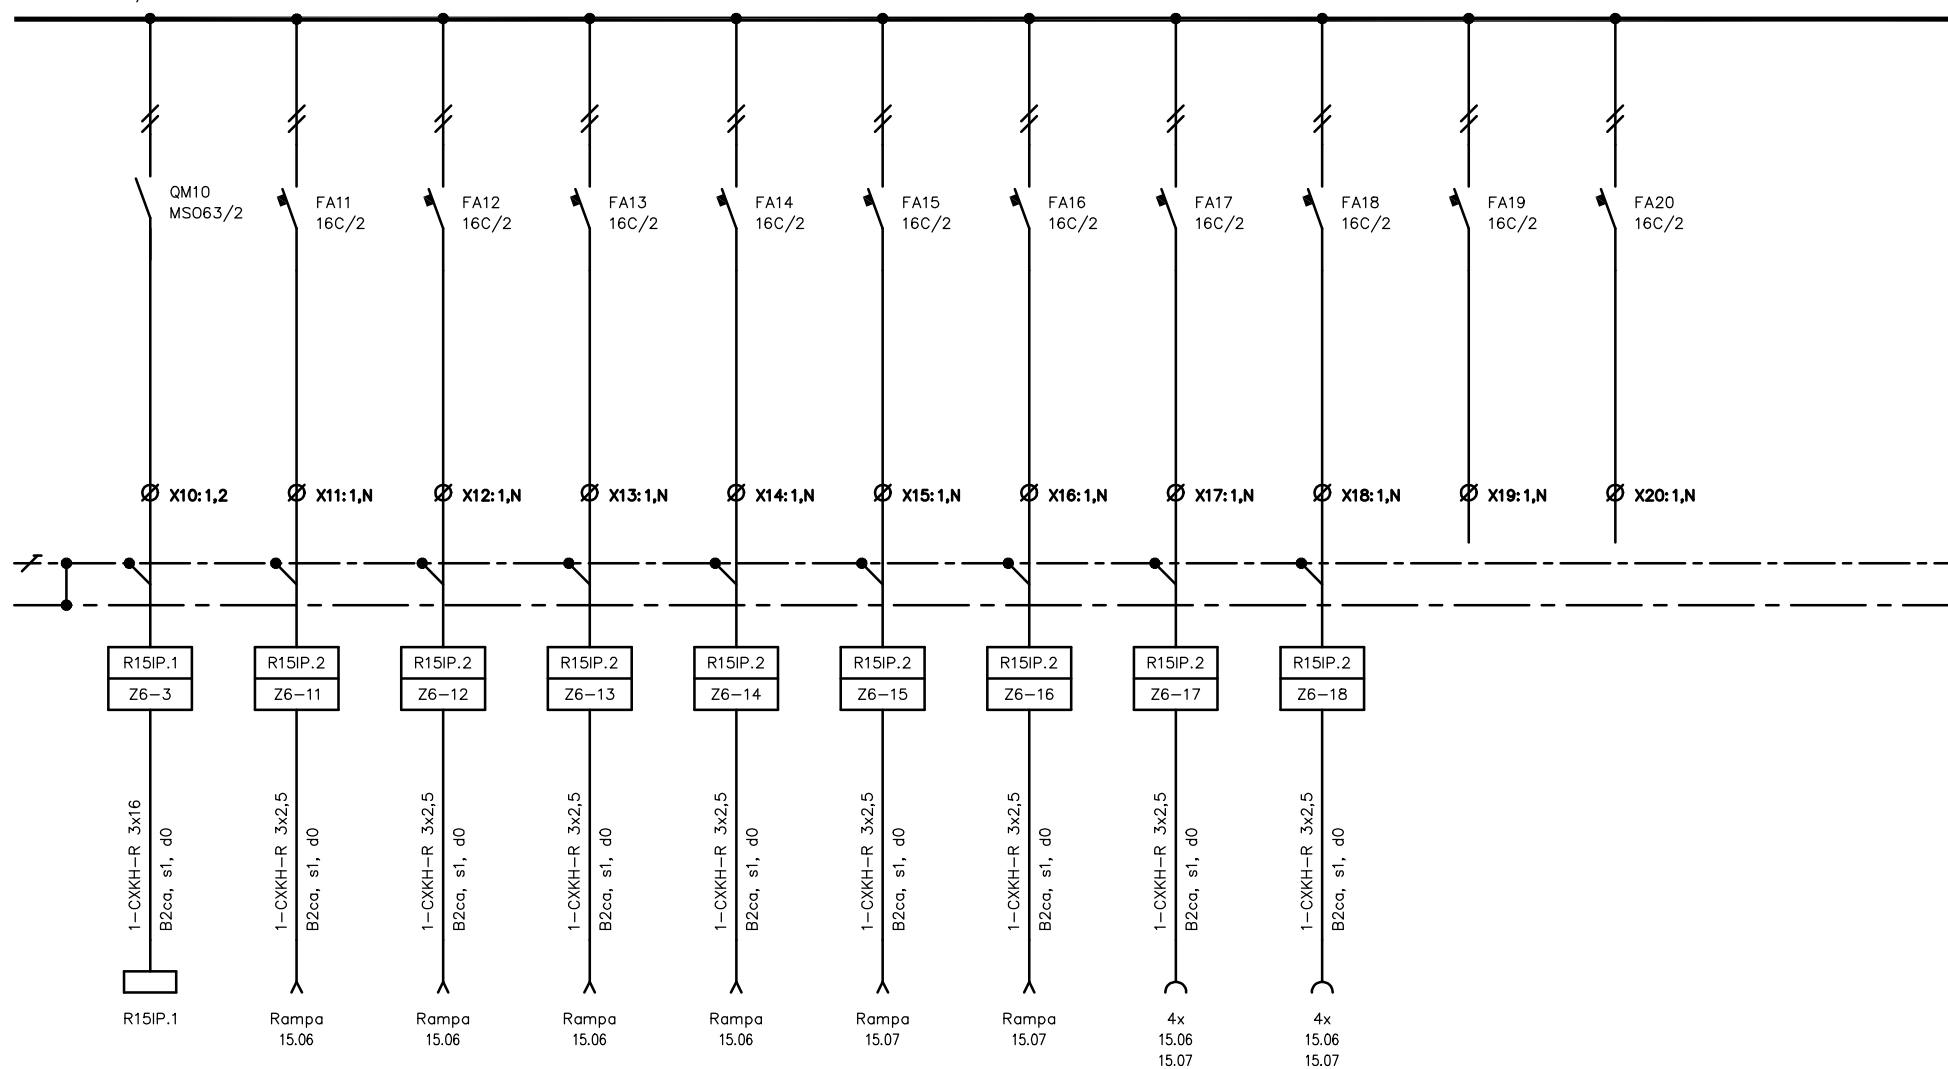 QM10
MSO63/2
FA11
16C/2
FA12
16C/2
FA13
16C/2
FA14
16C/2
FA15
16C/2
FA16
16C/2
FA17
16C/2
FA18
16C/2
FA19
16C/2
FA20
16C/2
X10:1,2
X11:1,N
X12:1,N
X13:1,N
X14:1,N
X15:1,N
X16:1,N
X17:1,N
X18:1,N
X19:1,N
X20:1,N
R15IP.1
Z6-3
R15IP.2
Z6-11
R15IP.2
Z6-12
R15IP.2
Z6-13
R15IP.2
Z6-14
R15IP.2
Z6-15
R15IP.2
Z6-16
R15IP.2
Z6-17
R15IP.2
Z6-18
1-CXKH-R 3x16
B2ca, s1, d0
1-CXKH-R 3x2,5
B2ca, s1, d0
1-CXKH-R 3x2,5
B2ca, s1, d0
1-CXKH-R 3x2,5
B2ca, s1, d0
1-CXKH-R 3x2,5
B2ca, s1, d0
1-CXKH-R 3x2,5
B2ca, s1, d0
1-CXKH-R 3x2,5
B2ca, s1, d0
1-CXKH-R 3x2,5
B2ca, s1, d0
1-CXKH-R 3x2,5
B2ca, s1, d0
R15IP.1
Rampa
15.06
Rampa
15.06
Rampa
15.06
Rampa
15.06
Rampa
15.07
Rampa
15.07
4x
15.06
15.07
4x
15.06
15.07